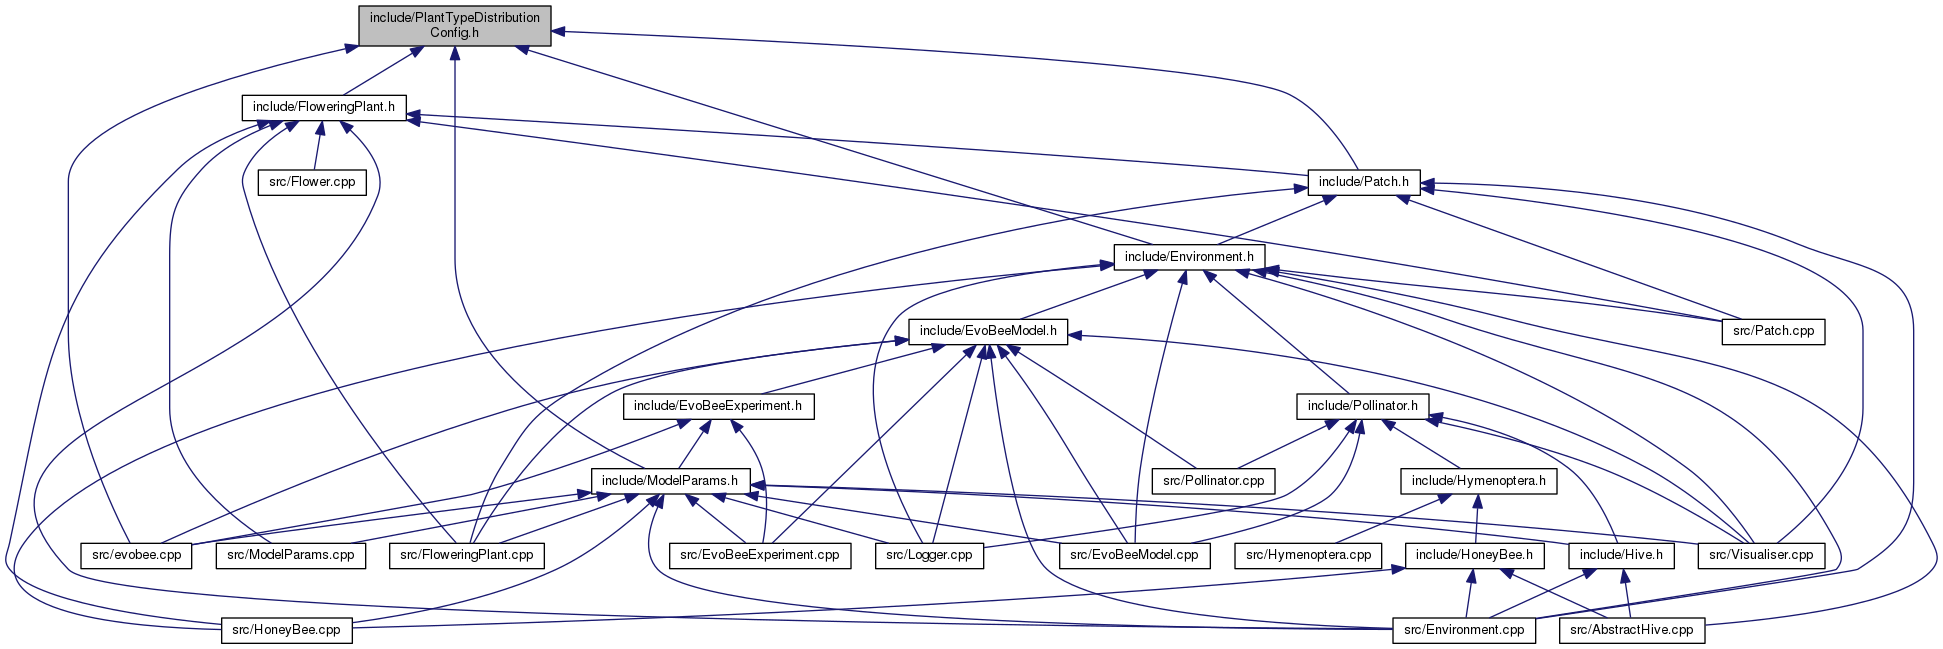 include/PlantTypeDistribution
Config.h
include/FloweringPlant.h
src/Flower.cpp
include/Patch.h
include/Environment.h
include/EvoBeeModel.h
src/Patch.cpp
include/EvoBeeExperiment.h
include/Pollinator.h
include/ModelParams.h
src/Pollinator.cpp
include/Hymenoptera.h
src/evobee.cpp
src/ModelParams.cpp
src/FloweringPlant.cpp
src/EvoBeeExperiment.cpp
src/Logger.cpp
src/EvoBeeModel.cpp
src/Hymenoptera.cpp
include/HoneyBee.h
include/Hive.h
src/Visualiser.cpp
src/HoneyBee.cpp
src/Environment.cpp
src/AbstractHive.cpp